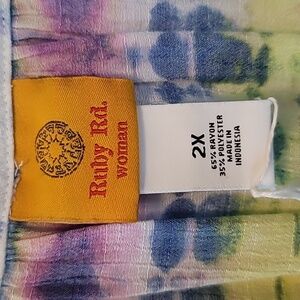 Ruby Rd.
woman
2X
65% RAYON
35% POLYESTER
MADE IN
INDONESIA